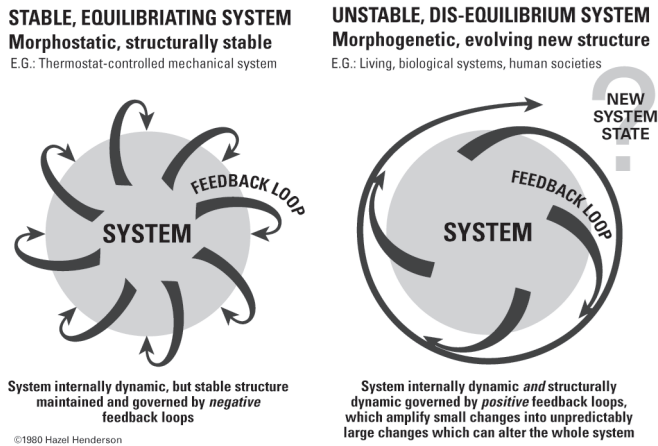 STABLE, EQUILIBRIATING SYSTEM
Morphostatic, structurally stable
E.G.: Thermostat-controlled mechanical system
FEEDBACK LOOP
SYSTEM
System internally dynamic, but stable structure
maintained and governed by negative
feedback loops
©1980 Hazel Henderson
UNSTABLE, DIS-EQUILIBRIUM SYSTEM
Morphogenetic, evolving new structure
E.G.: Living, biological systems, human societies
?
NEW
SYSTEM
STATE
FEEDBACK LOOP
SYSTEM
System internally dynamic and structurally
dynamic governed by positive feedback loops,
which amplify small changes into unpredictably
large changes which can alter the whole system